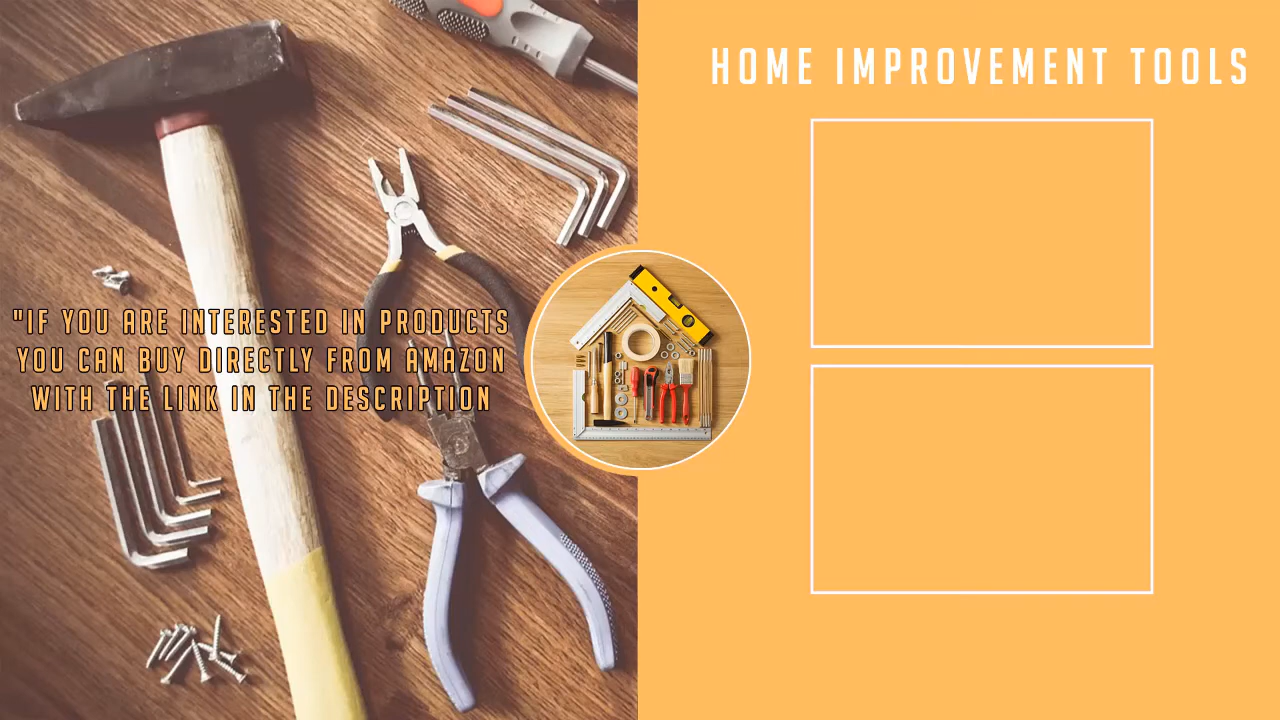 HOME IMPROVEMENT TOOLS
"IF YOU ARE INTERESTED IN PRODUCTS
YOU CAN BUY DIRECTLY FROM AMAZON
WITH THE LINK IN THE DESCRIPTION